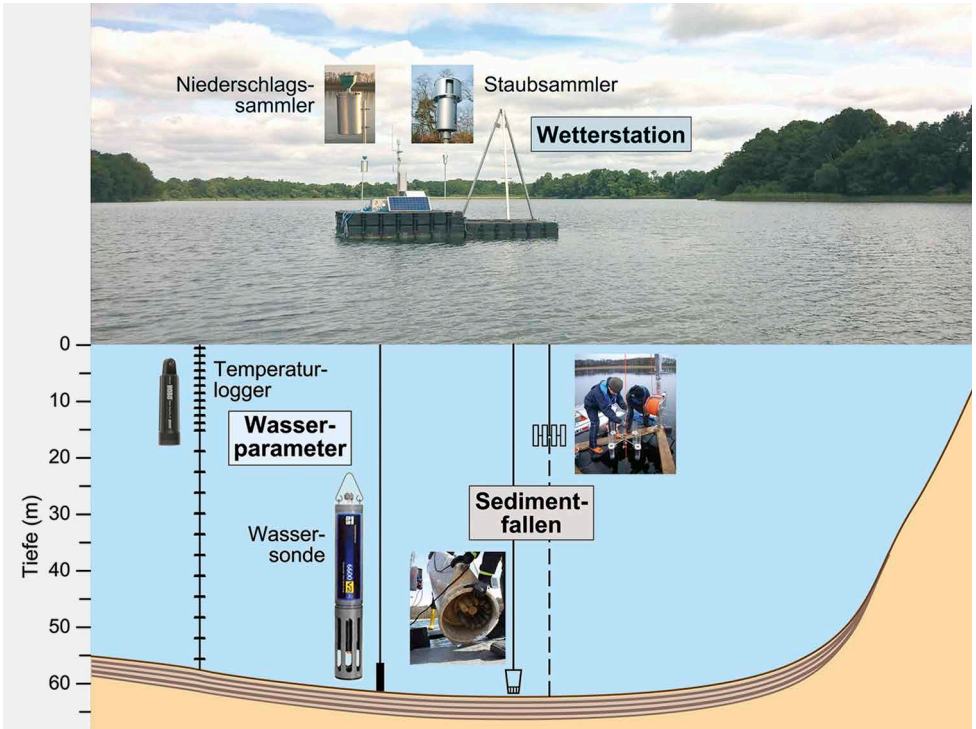 Niederschlags-
sammler
Staubsammler
Wetterstation
Tiefe (m)
0
10
20
30
40
50
60
Temperatur-
logger
Wasser-
parameter
Wasser-
sonde
6600
Sediment-
fallen